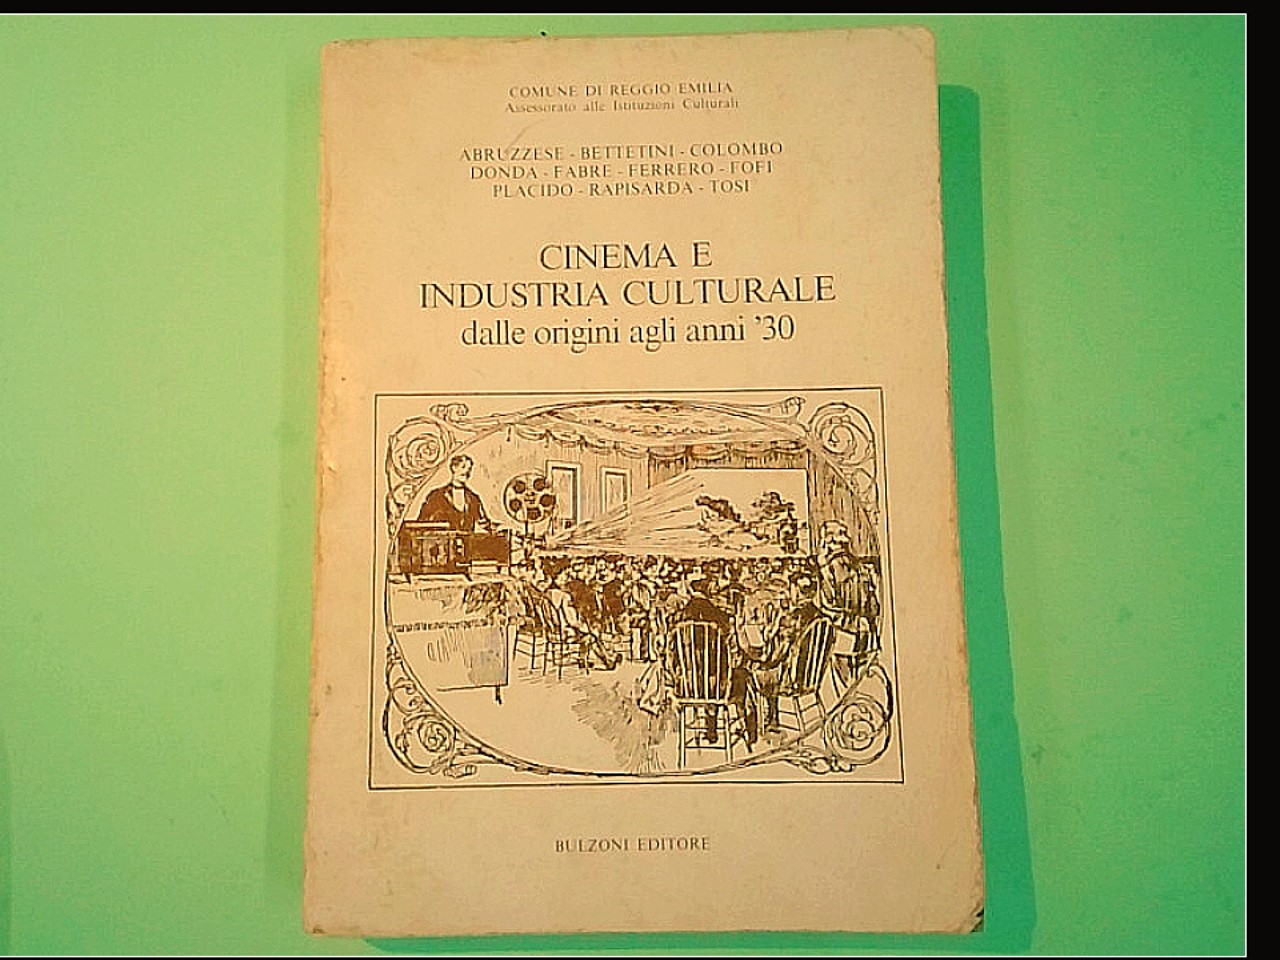 COMUNE DI REGGIO EMILIA
Assessorato alle Istituzioni Culturali
ABRUZZESE - BETTETINI - COLOMBO
DONDA - FABRE - FERRERO - FOFI
PLACIDO - RAPISARDA - TOSI
CINEMA E
INDUSTRIA CULTURALE
dalle origini agli anni '30
BULZONI EDITORE